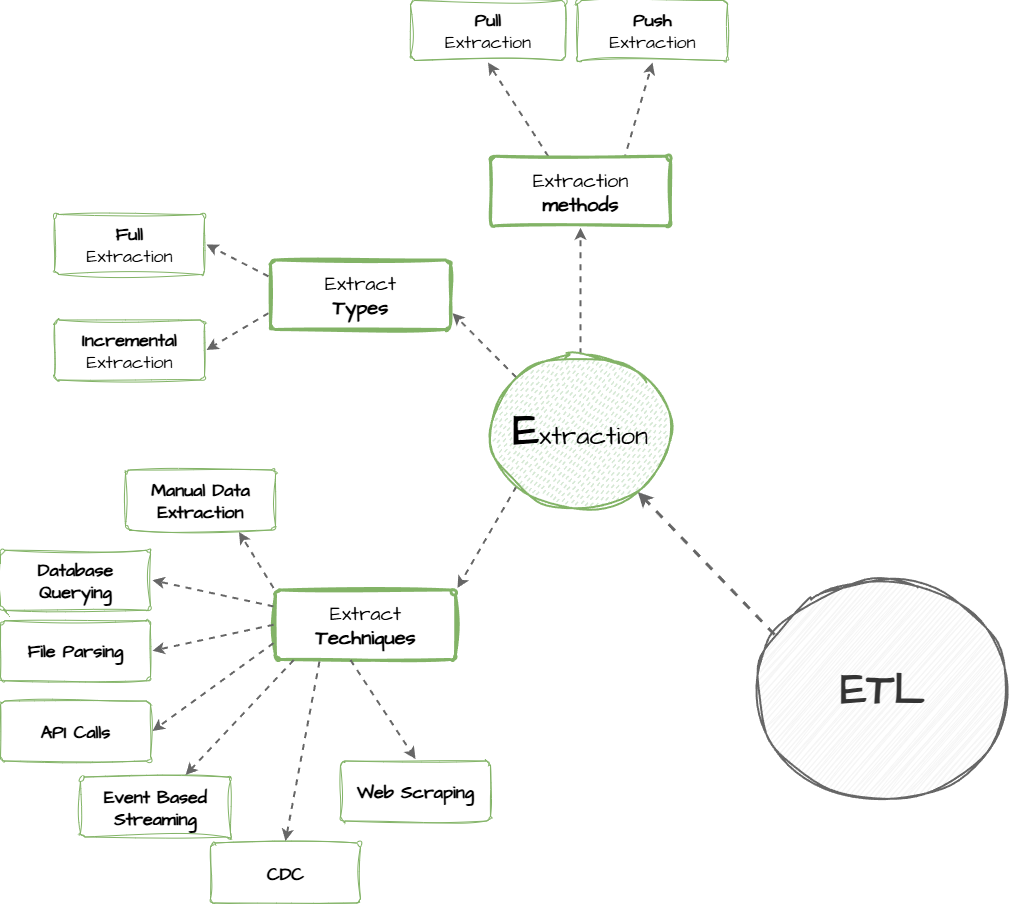 Pull
Extraction
Push
Extraction
Extraction
methods
Full
Extraction
Extract
Types
Incremental
Extraction
Extraction
Manual Data
Extraction
Database
Querying
Extract
Techniques
File Parsing
ETL
API Calls
Event Based
Streaming
Web Scraping
CDC